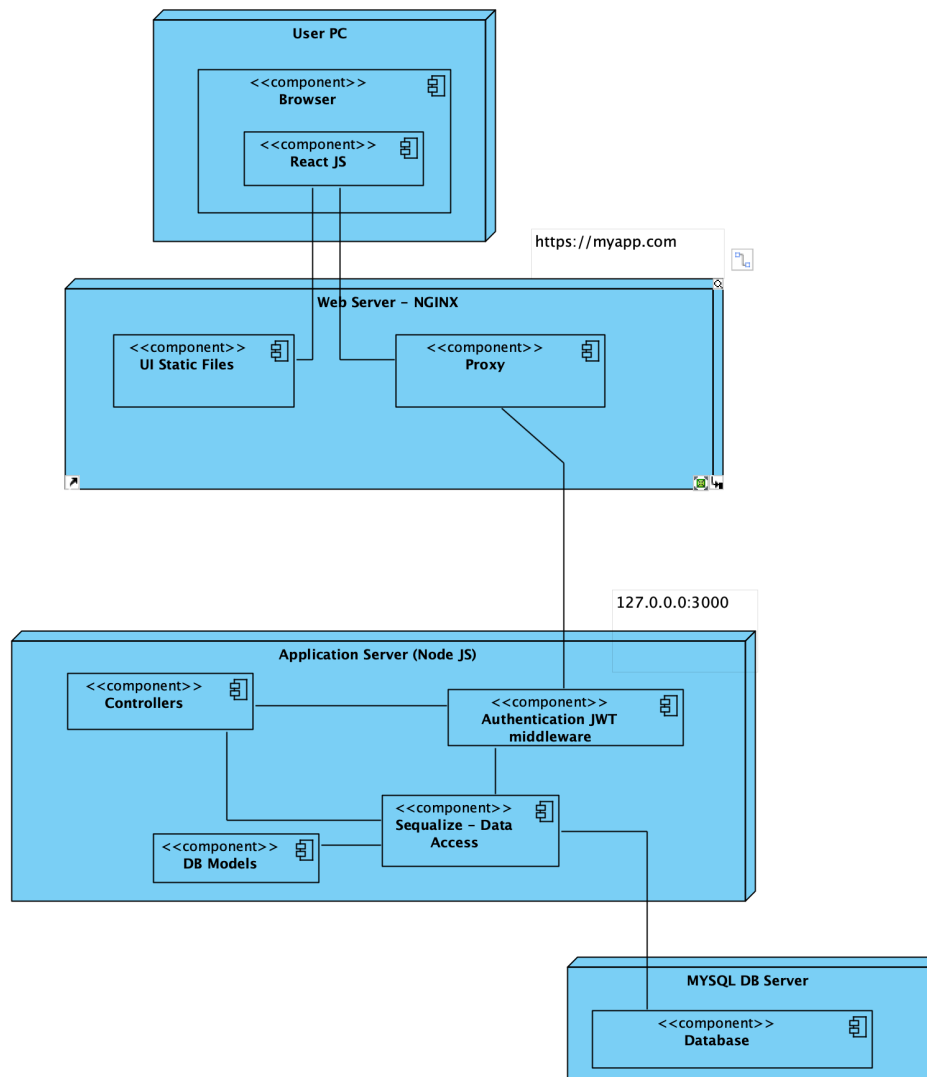 User PC
<<component>>
Browser
<<component>>
React JS
https://myapp.com
Web Server - NGINX
<<component>>
UI Static Files
<<component>>
Proxy
127.0.0.0:3000
Application Server (Node JS)
<<component>>
Controllers
<<component>>
Authentication JWT
middleware
<<component>>
Sequalize - Data
Access
<<component>>
DB Models
MYSQL DB Server
<<component>>
Database